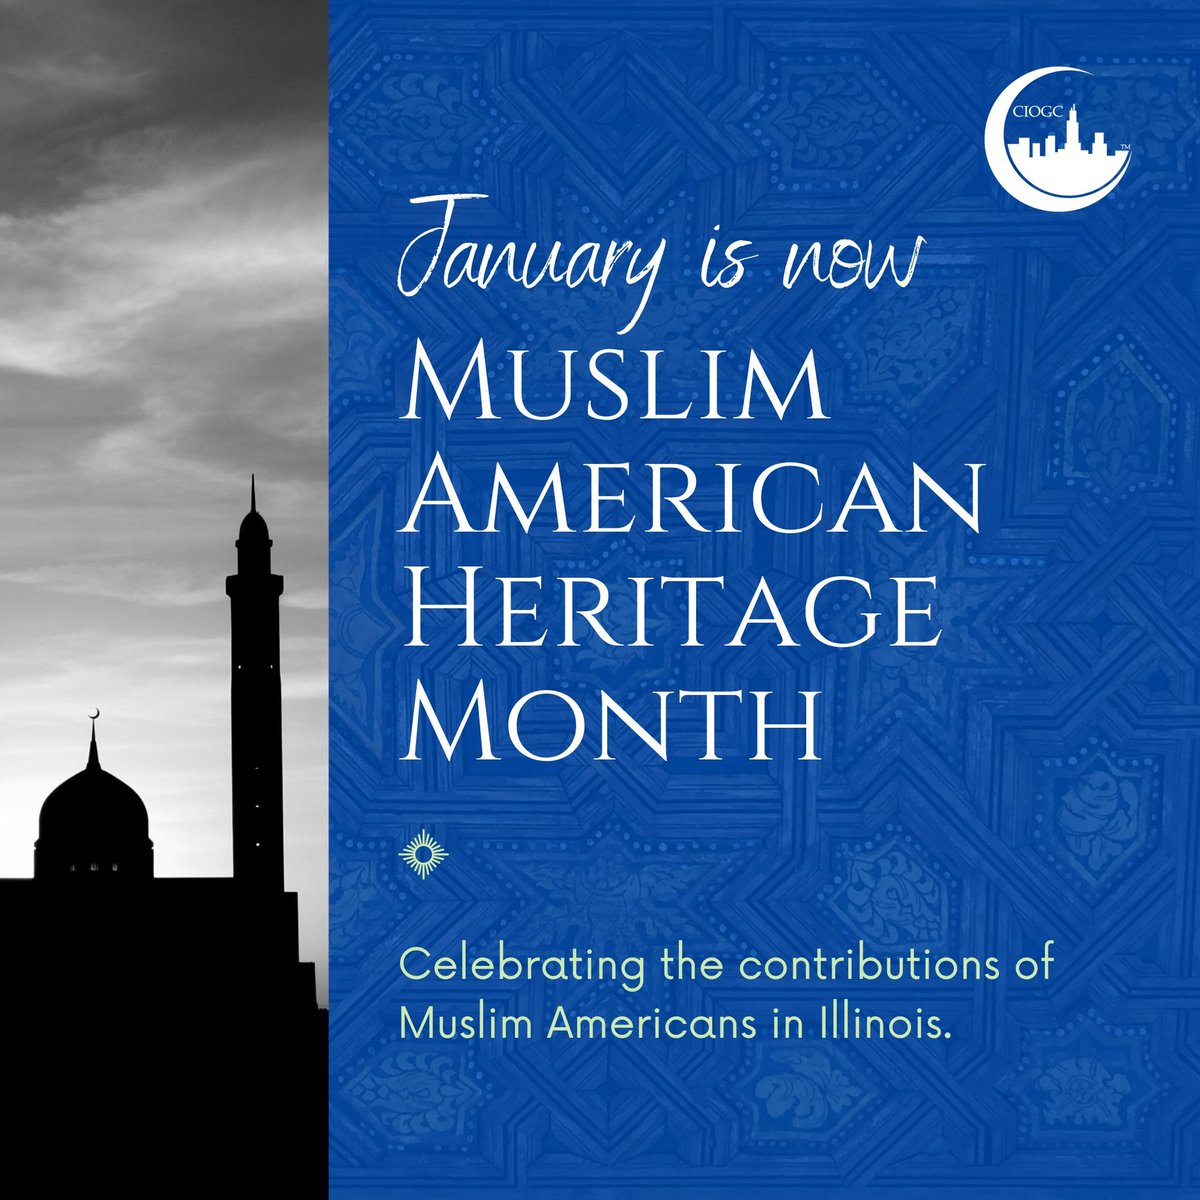 CIOGC
TM
January is now
MUSLIM
AMERICAN
HERITAGE
MONTH
Celebrating the contributions of
Muslim Americans in Illinois.